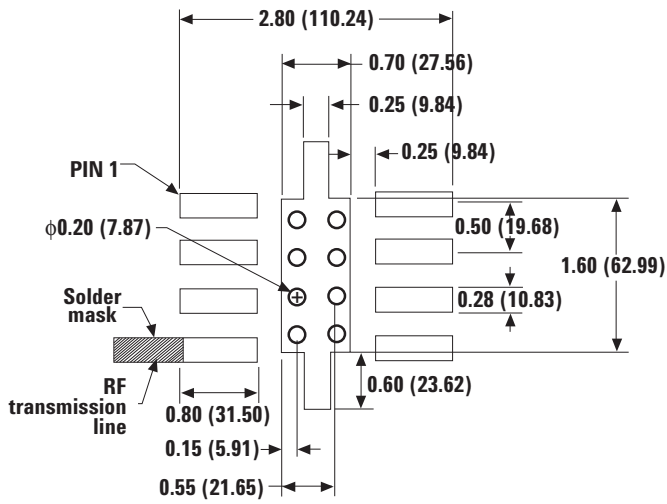 2.80 (110.24)
0.70 (27.56)
0.25 (9.84)
0.25 (9.84)
PIN 1
ϕ0.20 (7.87)
0.50 (19.68)
1.60 (62.99)
0.28 (10.83)
Solder
mask
RF
transmission
line
0.60 (23.62)
0.80 (31.50)
0.15 (5.91)
0.55 (21.65)